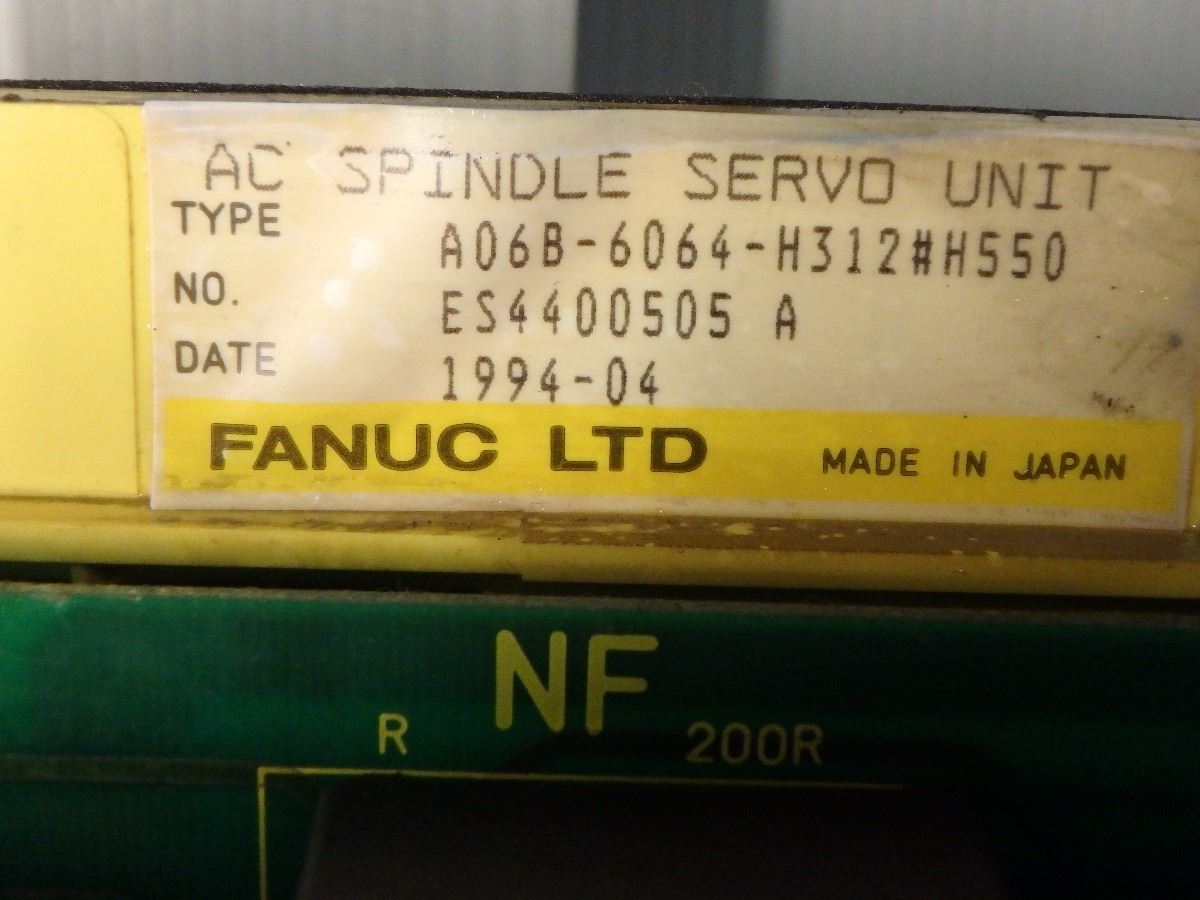 AC SPINDLE SERVO UNIT
TYPE A06B-6064-H312#H550
NO. ES4400505 A
DATE 1994-04
FANUC LTD MADE IN JAPAN
NF
R 200R